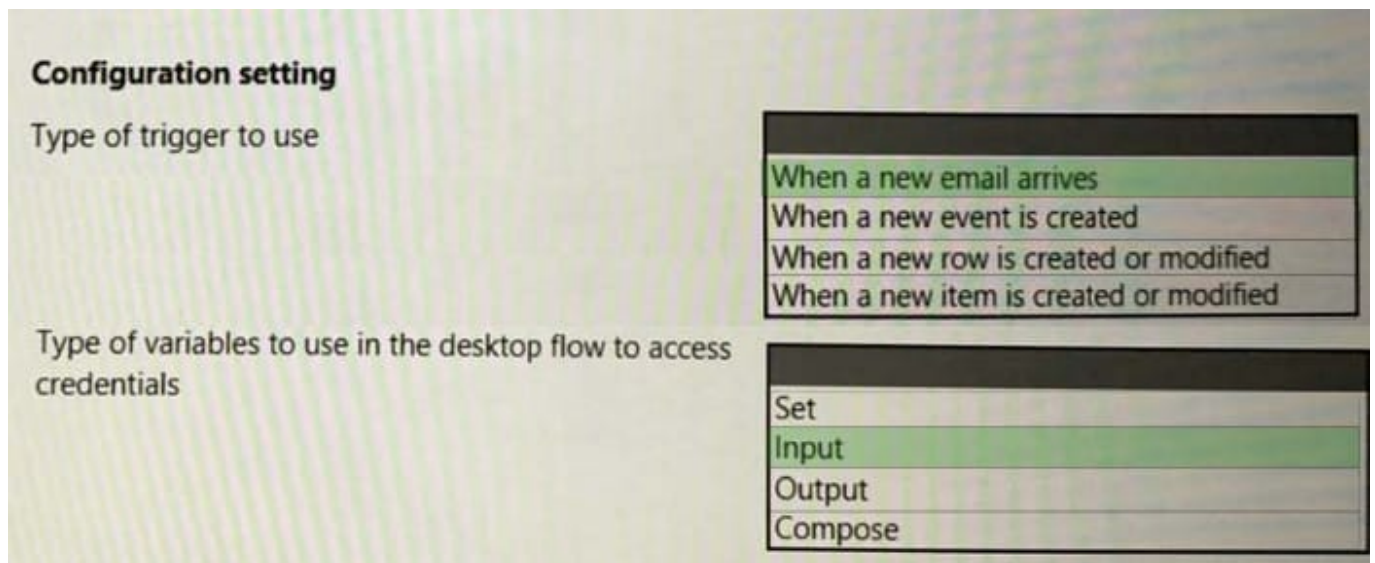 Configuration setting
Type of trigger to use
When a new email arrives
When a new event is created
When a new row is created or modified
When a new item is created or modified
Type of variables to use in the desktop flow to access
credentials
Set
Input
Output
Compose